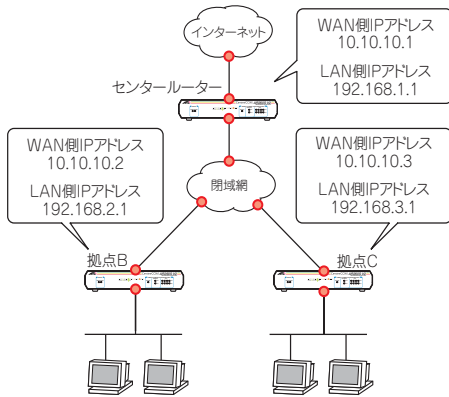 インターネット
WAN側IPアドレス
10.10.10.1
LAN側IPアドレス
192.168.1.1
センタールーター
WAN側IPアドレス
10.10.10.2
LAN側IPアドレス
192.168.2.1
閉域網
WAN側IPアドレス
10.10.10.3
LAN側IPアドレス
192.168.3.1
拠点B
拠点C